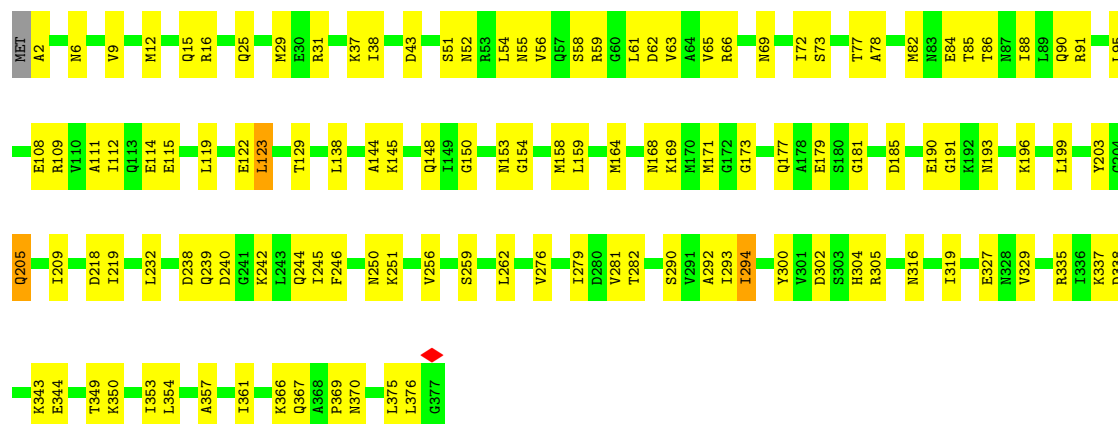 MET A2 N6 V9 M12 Q15 R16 Q25 M29 E30 R31 K37 I38 D43 S51 N52 R53 L54 N55 V56 Q57 S58 R59 G60 L61 D62 V63 A64 V65 R66 N69 I72 S73 T77 A78 M82 N83 E84 T85 T86 N87 I88 L89 Q90 R91 L95
E108 R109 V110 A111 I112 Q113 E114 E115 L119 E122 L123 T129 L138 A144 K145 Q148 I149 G150 N153 G154 M158 L159 M164 N168 K169 M170 M171 G172 G173 Q177 A178 E179 S180 G181 D185 E190 G191 K192 N193 K196 L199 Y203
Q205 I209 D218 I219 L232 D238 Q239 D240 G241 K242 L243 Q244 I245 F246 N250 K251 V256 S259 L262 V276 I279 D280 V281 T282 S290 V291 A292 I293 I294 Y300 V301 D302 S303 H304 R305 N316 I319 E327 N328 V329 R335 I336 K337 D338
K343 E344 T349 K350 I353 L354 A357 I361 K366 Q367 A368 P369 N370 L375 L376 G377